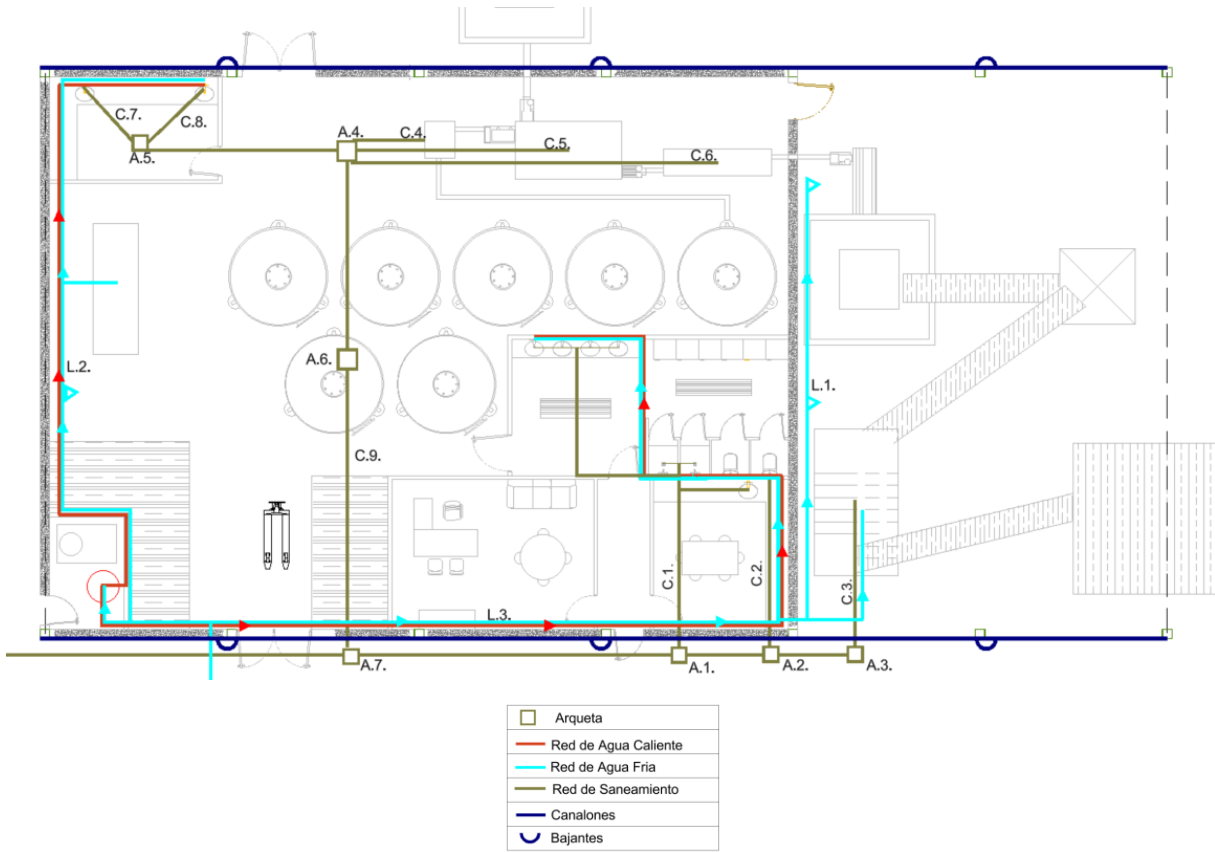 C.7.
C.8.
A.5.
A.4.
C.4.
C.5.
C.6.
L.2.
A.6.
L.1.
C.9.
C.1.
C.2.
C.3.
L.3.
A.7.
A.1.
A.2.
A.3.
Arqueta
Red de Agua Caliente
Red de Agua Fria
Red de Saneamiento
Canalones
Bajantes